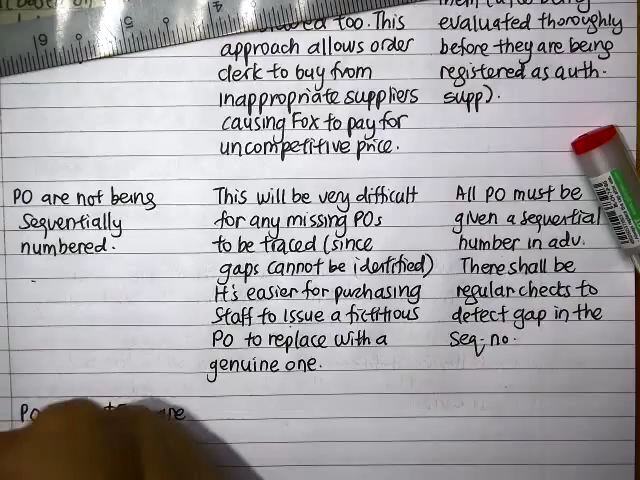 too. This
approach allows order
clerk to buy from
inappropriate suppliers
causing Fox to pay for
uncompetitive price.
evaluated thoroughly
before they are being
registered as auth.
supp).
PO are not being
sequentially
numbered.
This will be very difficult
for any missing POs
to be traced (since
gaps cannot be identified)
It's easier for puzhasing
staff to issue a fictitious
PO to replace with a
genuine one.
All PO must be
given a sequential
number in adv.
There shall be
regular checks to
detect gap in the
seq. no.
PO